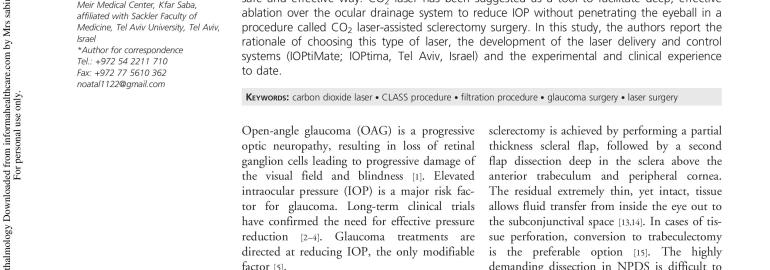 Meir Medical Center, Kfar Saba,
affiliated with Sackler Faculty of
Medicine, Tel Aviv University, Tel Aviv,
Israel
*Author for correspondence
Tel.: +972 54 2211 710
Fax: +972 77 5610 362
noatal1122@gmail.com
safe and effective way. CO2 laser has been suggested as a tool to facilitate deep, effective
ablation over the ocular drainage system to reduce IOP without penetrating the eyeball in a
procedure called CO2 laser-assisted sclerectomy surgery. In this study, the authors report the
rationale of choosing this type of laser, the development of the laser delivery and control
systems (IOPtiMate; IOPtima, Tel Aviv, Israel) and the experimental and clinical experience
to date.
KEYWORDS: carbon dioxide laser • CLASS procedure • filtration procedure • glaucoma surgery • laser surgery
Open-angle glaucoma (OAG) is a progressive
optic neuropathy, resulting in loss of retinal
ganglion cells leading to progressive damage of
the visual field and blindness [1]. Elevated
intraocular pressure (IOP) is a major risk fac-
tor for glaucoma. Long-term clinical trials
have confirmed the need for effective pressure
reduction [2–4]. Glaucoma treatments are
directed at reducing IOP, the only modifiable
factor [5].
sclerectomy is achieved by performing a partial
thickness scleral flap, followed by a second
flap dissection deep in the sclera above the
anterior trabeculum and peripheral cornea.
The residual extremely thin, yet intact, tissue
allows fluid transfer from inside the eye out to
the subconjunctival space [13,14]. In cases of tis-
sue perforation, conversion to trabeculectomy
is the preferable option [15]. The highly
demanding dissection in NPDS is difficult to
thalmology Downloaded from informahealthcare.com by Mrs sabi
For personal use only.